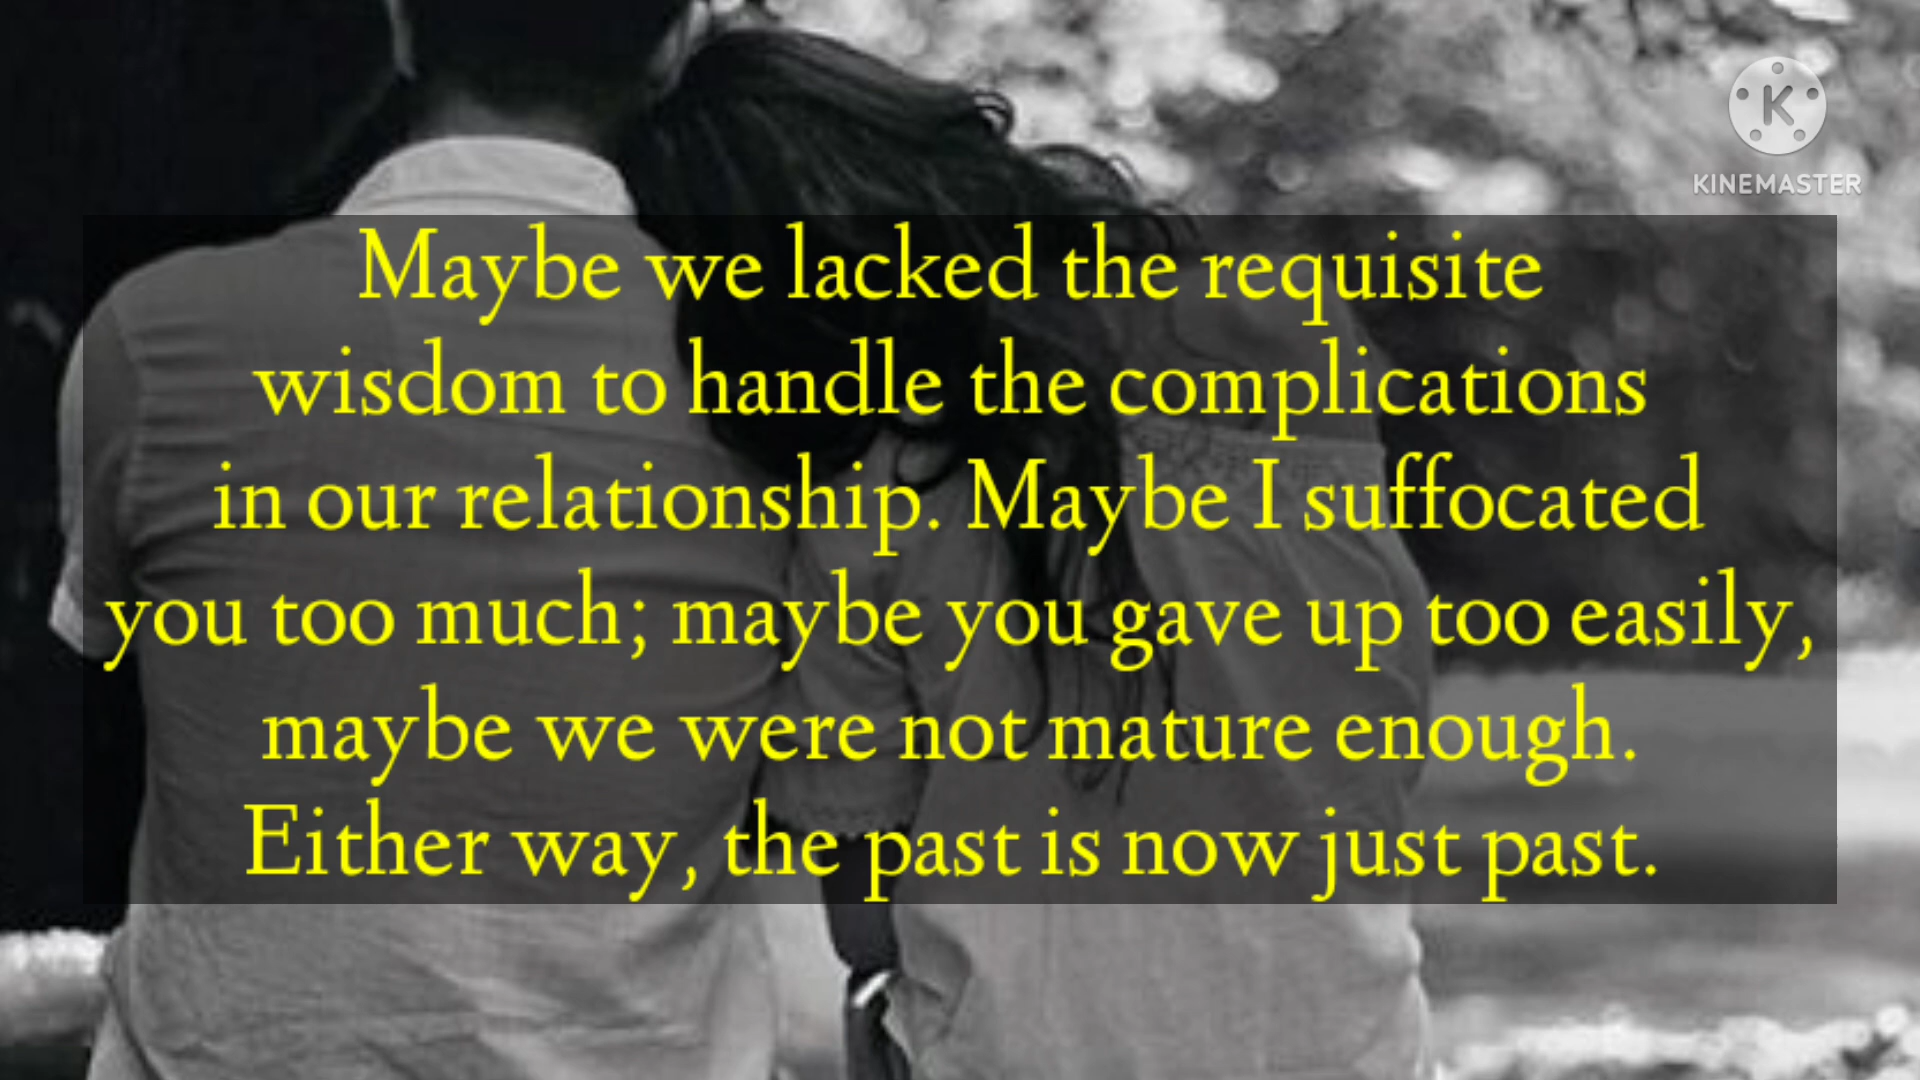 KINEMASTER
Maybe we lacked the requisite
wisdom to handle the complications
in our relationship. Maybe I suffocated
you too much; maybe you gave up too easily,
maybe we were not mature enough.
Either way, the past is now just past.